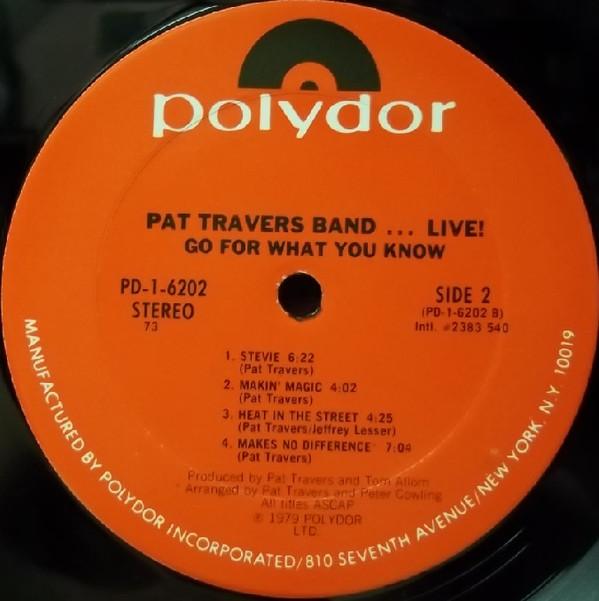 polydor
PAT TRAVERS BAND ... LIVE!
GO FOR WHAT YOU KNOW
PD-1-6202
STEREO
73
SIDE 2
(PD-1-6202 B)
Intl. #2383 540
1. STEVIE 6:22
(Pat Travers)
2. MAKIN' MAGIC 4:02
(Pat Travers)
3. HEAT IN THE STREET 4:25
(Pat Travers/Jeffrey Lesser)
4. MAKES NO DIFFERENCE 7:04
(Pat Travers)
Produced by Pat Travers and Tom Allom
Arranged by Pat Travers and Peter Cowling
All titles ASCAP
℗ 1979 POLYDOR
LTD.
MANUFACTURED BY POLYDOR INCORPORATED/810 SEVENTH AVENUE/NEW YORK, N.Y. 10019